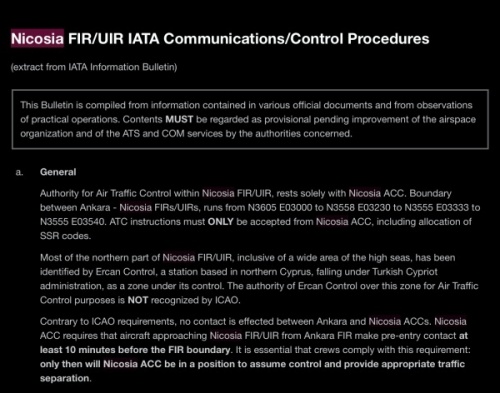 Nicosia FIR/UIR IATA Communications/Control Procedures
(extract from IATA Information Bulletin)
This Bulletin is compiled from information contained in various official documents and from observations
of practical operations. Contents MUST be regarded as provisional pending improvement of the airspace
organization and of the ATS and COM services by the authorities concerned.
a. General
Authority for Air Traffic Control within Nicosia FIR/UIR, rests solely with Nicosia ACC. Boundary
between Ankara - Nicosia FIRs/UIRs, runs from N3605 E03000 to N3558 E03230 to N3555 E03333 to
N3555 E03540. ATC instructions must ONLY be accepted from Nicosia ACC, including allocation of
SSR codes.
Most of the northern part of Nicosia FIR/UIR, inclusive of a wide area of the high seas, has been
identified by Ercan Control, a station based in northern Cyprus, falling under Turkish Cypriot
administration, as a zone under its control. The authority of Ercan Control over this zone for Air Traffic
Control purposes is NOT recognized by ICAO.
Contrary to ICAO requirements, no contact is effected between Ankara and Nicosia ACCs. Nicosia
ACC requires that aircraft approaching Nicosia FIR/UIR from Ankara FIR make pre-entry contact at
least 10 minutes before the FIR boundary. It is essential that crews comply with this requirement:
only then will Nicosia ACC be in a position to assume control and provide appropriate traffic
separation.